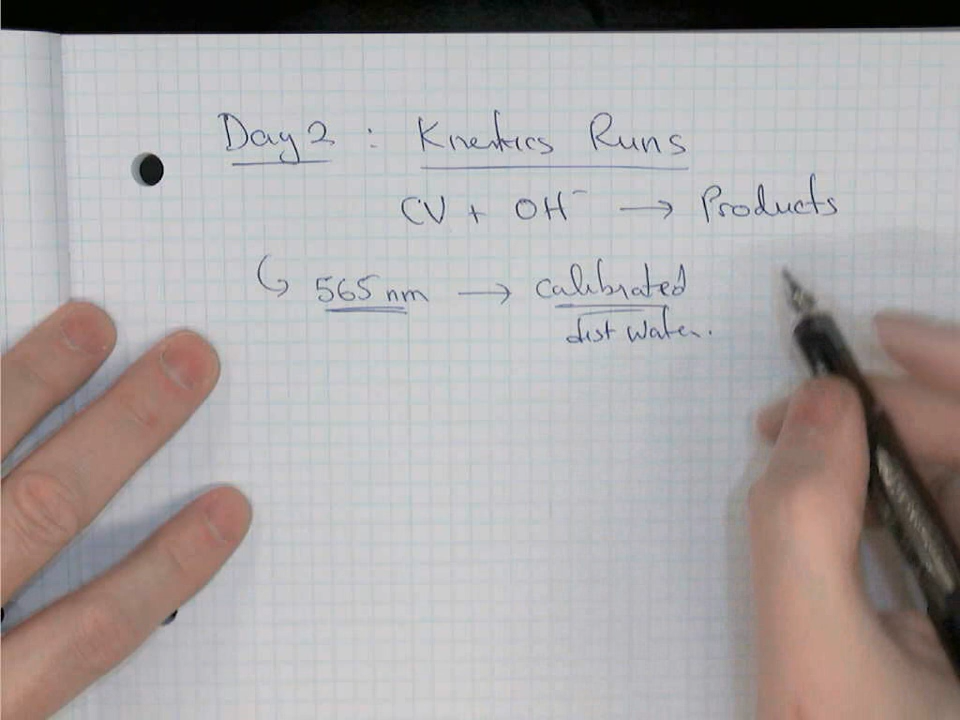 Day 2 : Kinetics Runs
CV + OH⁻ → Products
↳ 565 nm → calibrated
dist water.